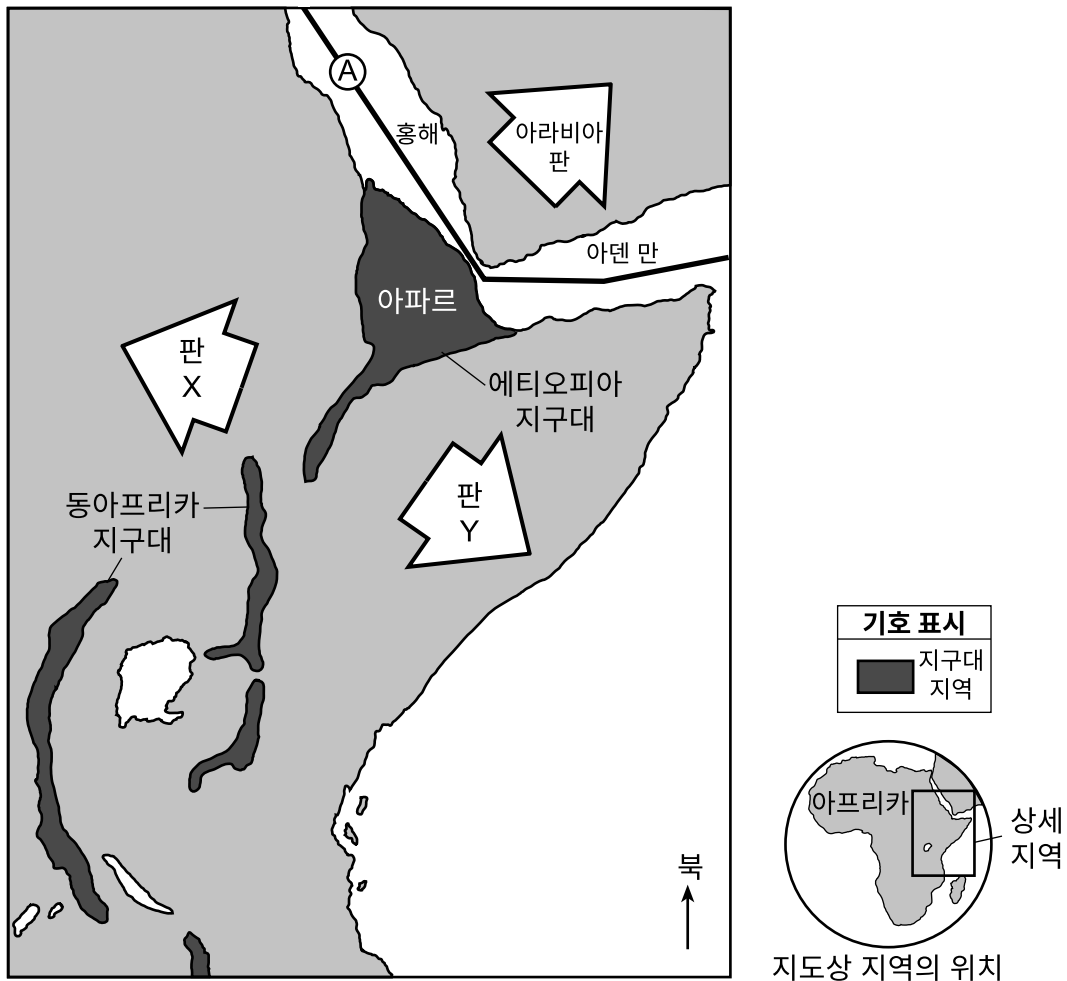 A
홍해
아라비아
판
아덴 만
아파르
판
X
에티오피아
지구대
판
Y
동아프리카
지구대
기호 표시
지구대
지역
아프리카
상세
지역
북
지도상 지역의 위치